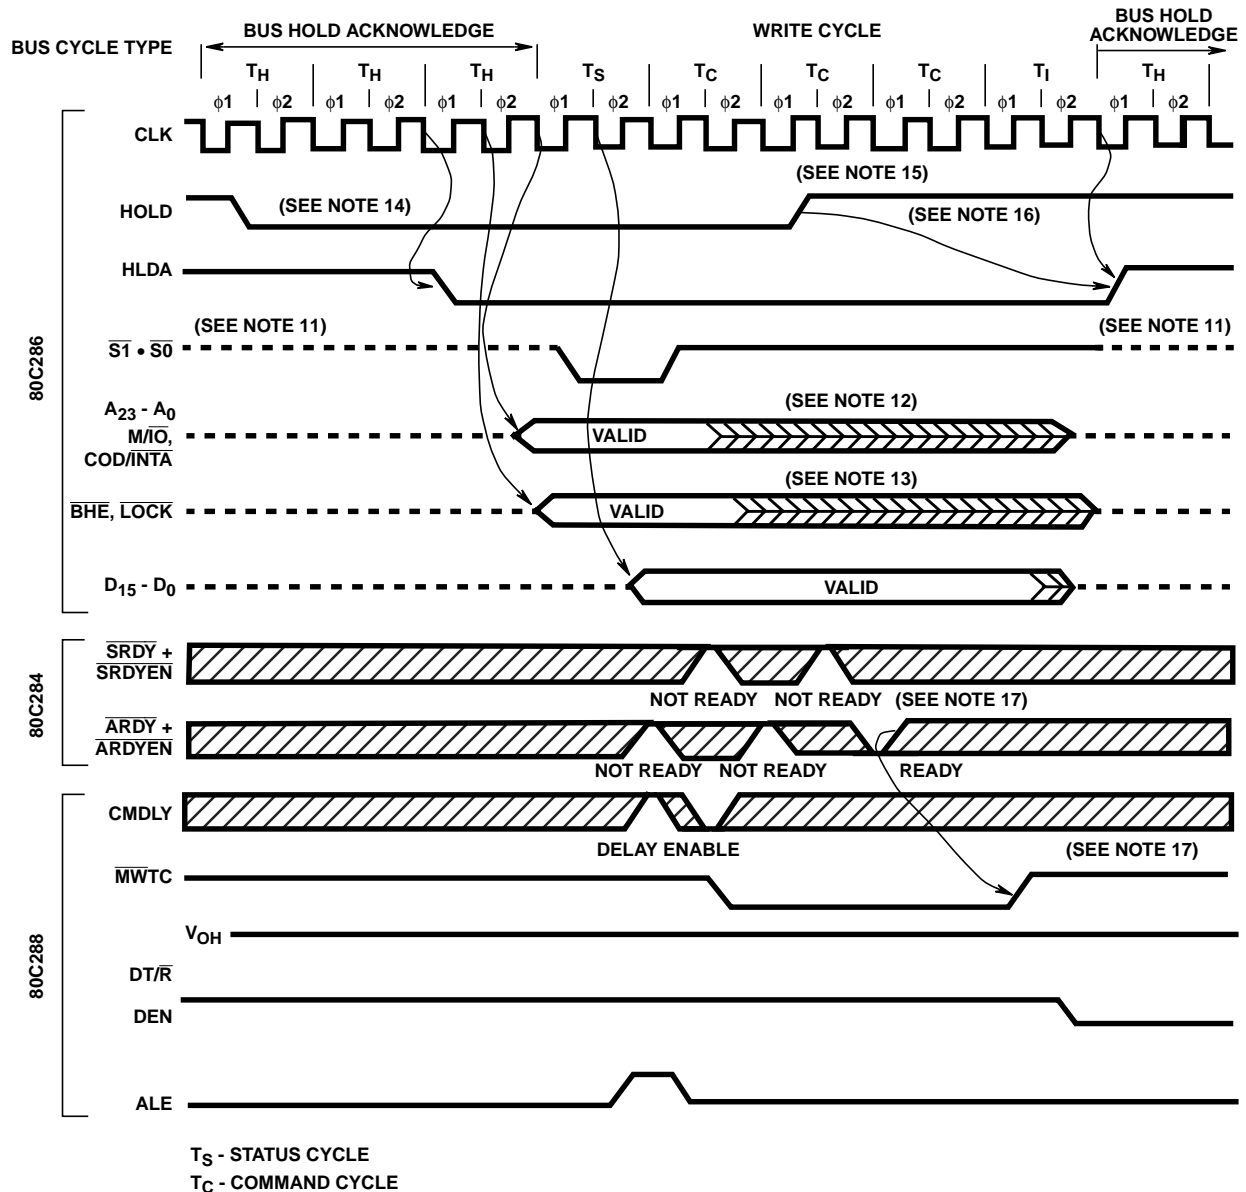 BUS CYCLE TYPE
BUS HOLD ACKNOWLEDGE
WRITE CYCLE
BUS HOLD
ACKNOWLEDGE
TH TH TH TS TC TC TC TI TH
ϕ1 ϕ2 ϕ1 ϕ2 ϕ1 ϕ2 ϕ1 ϕ2 ϕ1 ϕ2 ϕ1 ϕ2 ϕ1 ϕ2 ϕ1 ϕ2 ϕ1 ϕ2
80C286
CLK
(SEE NOTE 15)
HOLD
(SEE NOTE 14)
(SEE NOTE 16)
HLDA
(SEE NOTE 11)
(SEE NOTE 11)
S1 • S0
A23 - A0
M/IO,
COD/INTA
VALID
(SEE NOTE 12)
(SEE NOTE 13)
BHE, LOCK
VALID
D15 - D0
VALID
80C284
SRDY +
SRDYEN
NOT READY NOT READY (SEE NOTE 17)
ARDY +
ARDYEN
NOT READY NOT READY READY
80C288
CMDLY
DELAY ENABLE
(SEE NOTE 17)
MWTC
VOH
DT/R
DEN
ALE
TS - STATUS CYCLE
TC - COMMAND CYCLE